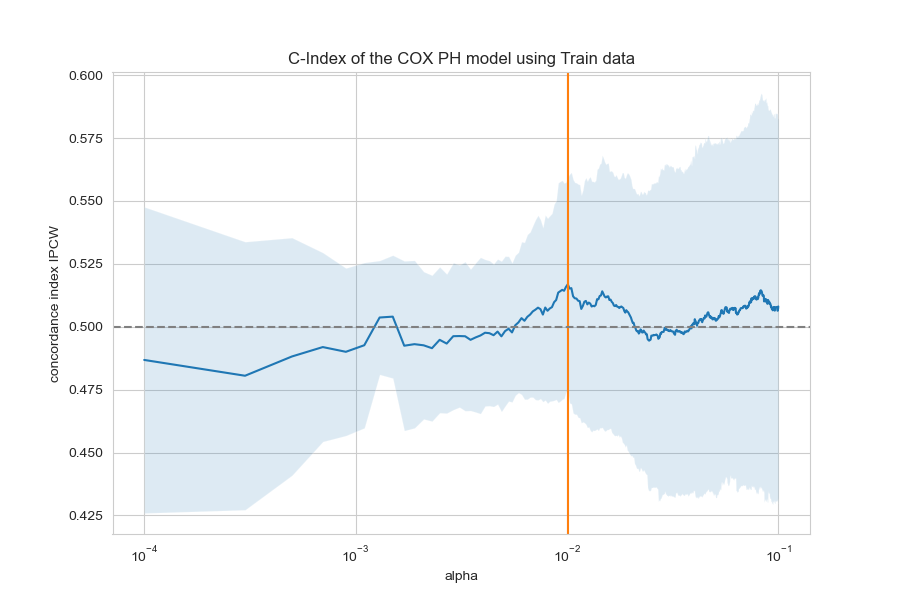 C-Index of the COX PH model using Train data
concordance index IPCW
0.600
0.575
0.550
0.525
0.500
0.475
0.450
0.425
10⁻⁴ 10⁻³ 10⁻² 10⁻¹
alpha